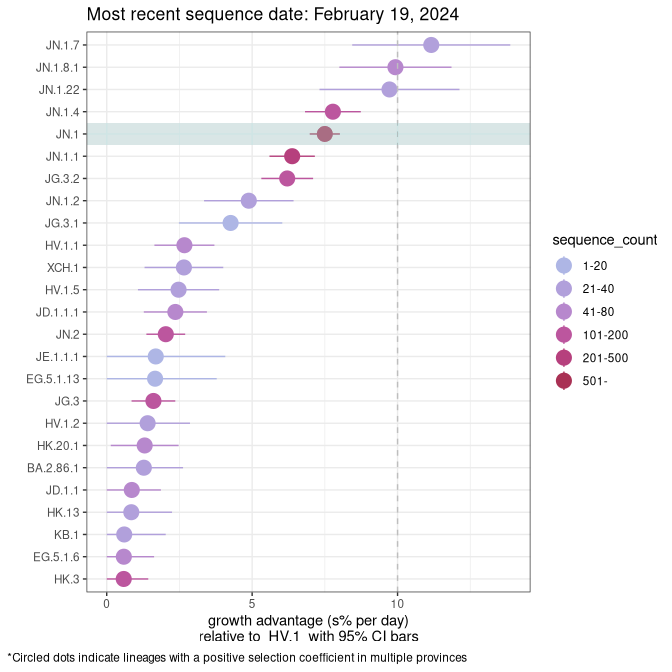 Most recent sequence date: February 19, 2024
JN.1.7
JN.1.8.1
JN.1.22
JN.1.4
JN.1
JN.1.1
JG.3.2
JN.1.2
JG.3.1
HV.1.1
XCH.1
HV.1.5
JD.1.1.1
JN.2
JE.1.1.1
EG.5.1.13
JG.3
HV.1.2
HK.20.1
BA.2.86.1
JD.1.1
HK.13
KB.1
EG.5.1.6
HK.3
0 5 10
growth advantage (s% per day)
relative to HV.1 with 95% CI bars
sequence_count
1-20
21-40
41-80
101-200
201-500
501-
*Circled dots indicate lineages with a positive selection coefficient in multiple provinces